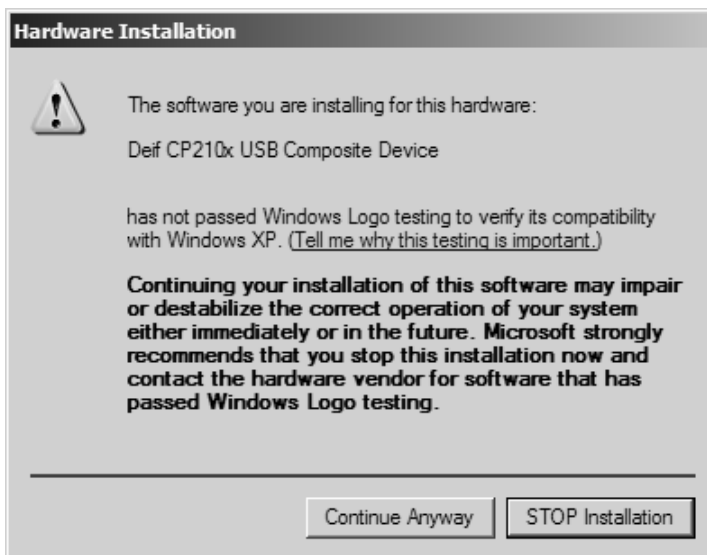 Hardware Installation
The software you are installing for this hardware:
Deif CP210x USB Composite Device
has not passed Windows Logo testing to verify its compatibility
with Windows XP. (Tell me why this testing is important.)
Continuing your installation of this software may impair
or destabilize the correct operation of your system
either immediately or in the future. Microsoft strongly
recommends that you stop this installation now and
contact the hardware vendor for software that has
passed Windows Logo testing.
Continue Anyway
STOP Installation